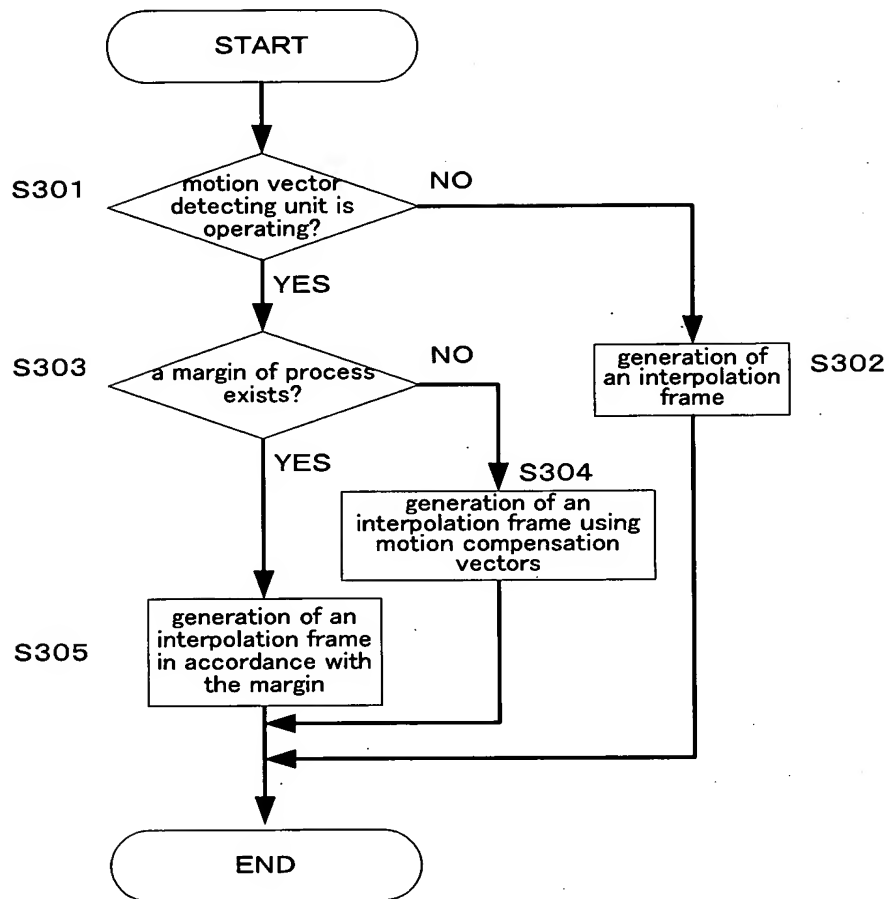 START
S301
motion vector
detecting unit is
operating?
NO
YES
S303
a margin of process
exists?
NO
generation of
an interpolation
frame
S302
YES
S304
generation of an
interpolation frame using
motion compensation
vectors
S305
generation of an
interpolation frame
in accordance with
the margin
END